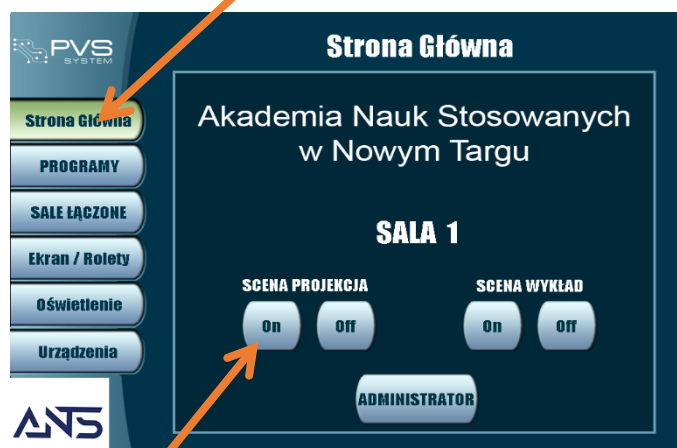 PVS
SYSTEM
Strona Główna
Strona Główna
PROGRAMY
SALE ŁĄCZONE
Ekran / Rolety
Oświetlenie
Urządzenia
ANS
Akademia Nauk Stosowanych
w Nowym Targu
SALA 1
SCENA PROJEKCJA
SCENA WYKŁAD
On
Off
On
Off
ADMINISTRATOR